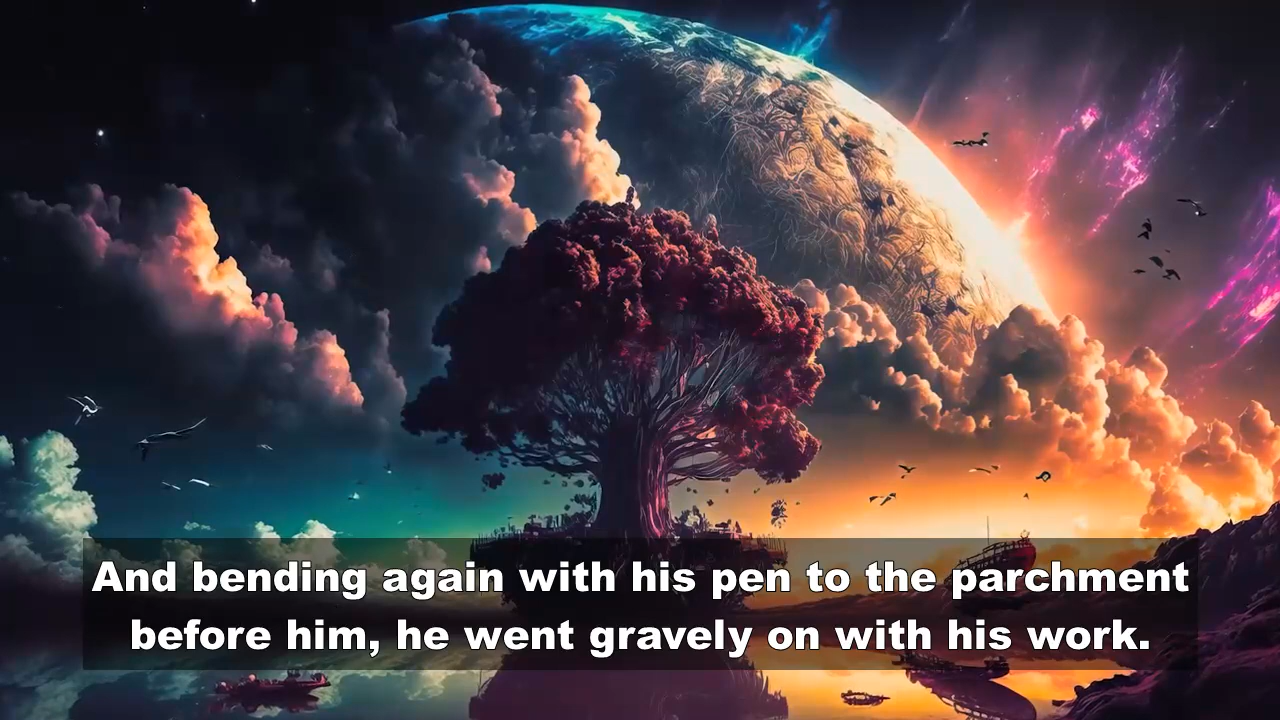 And bending again with his pen to the parchment
before him, he went gravely on with his work.